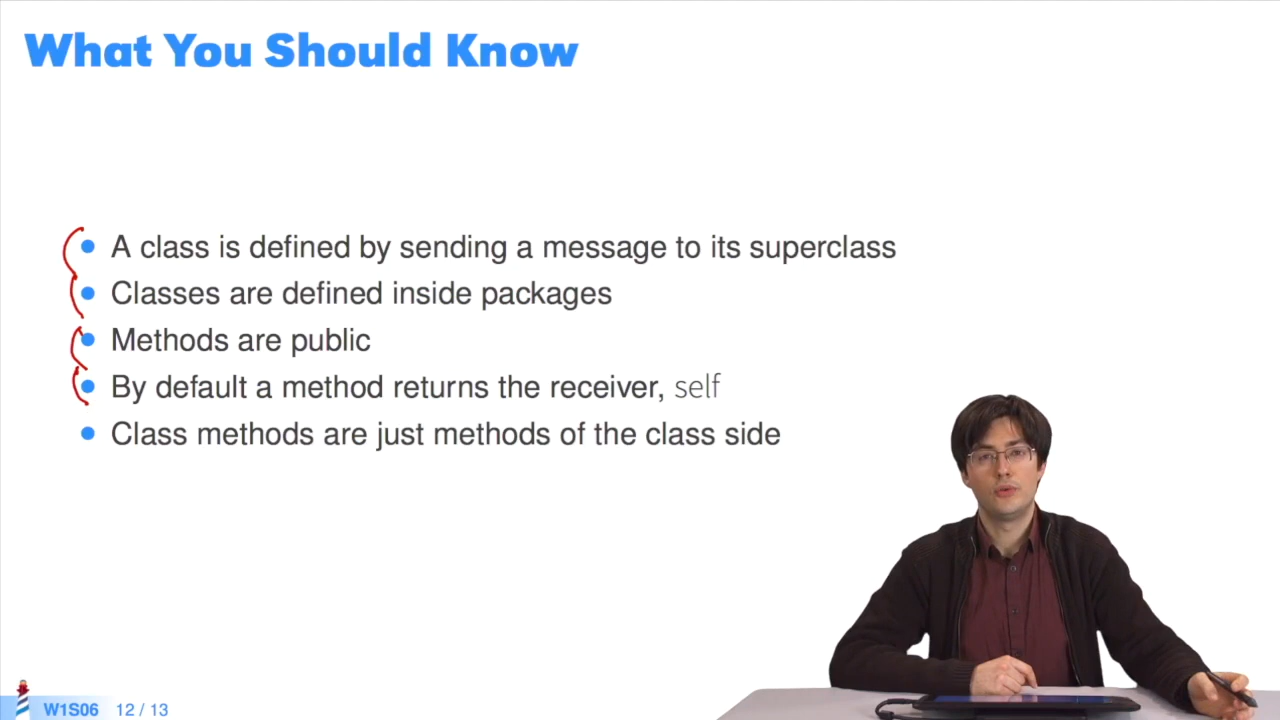 What You Should Know
A class is defined by sending a message to its superclass
Classes are defined inside packages
Methods are public
By default a method returns the receiver, self
Class methods are just methods of the class side
W1S06 12 / 13